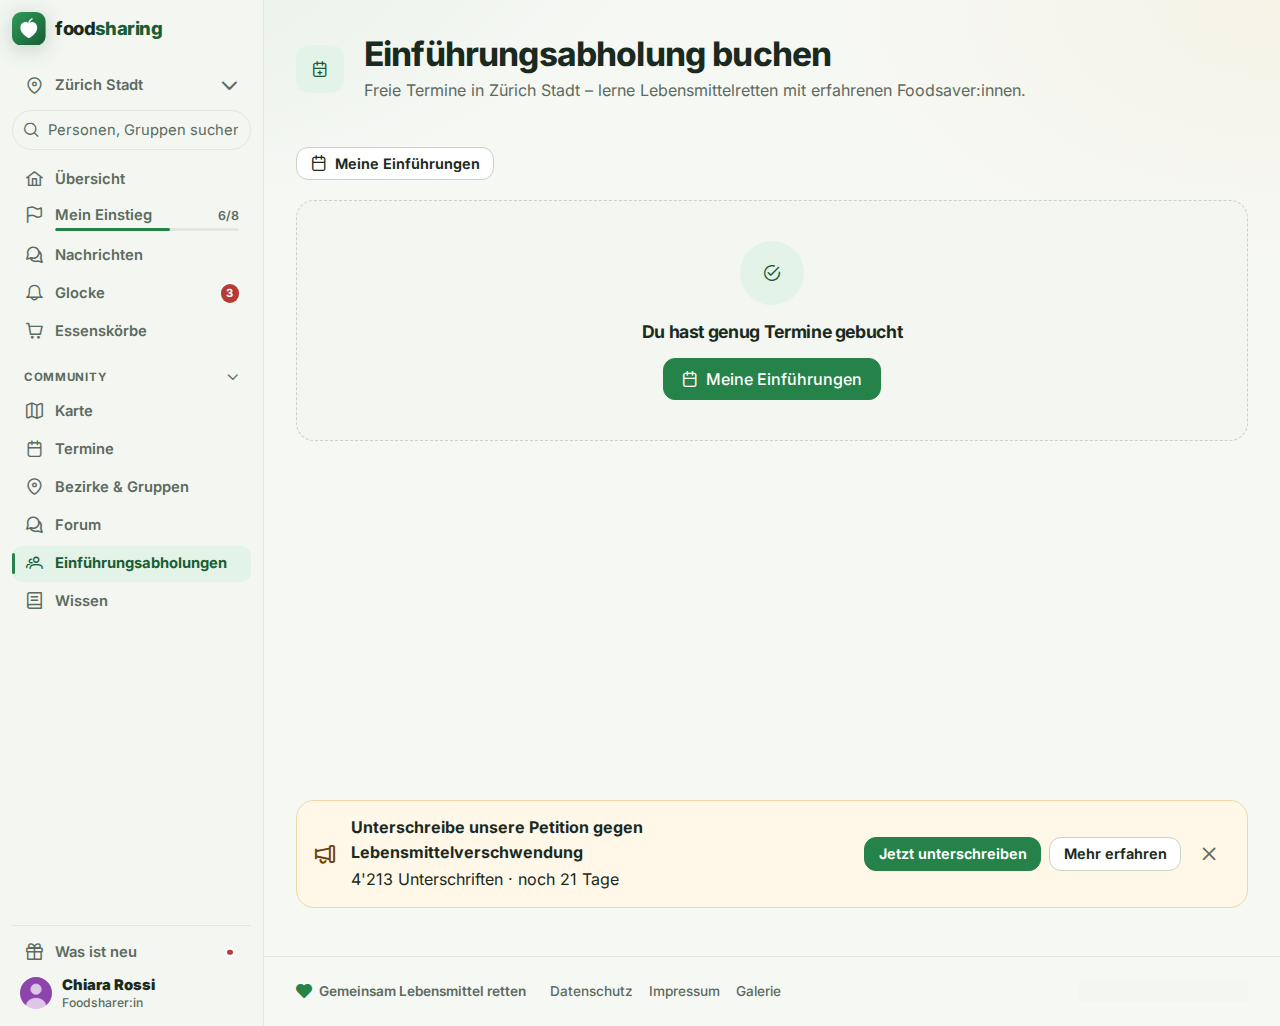 foodsharing
Zürich Stadt
Personen, Gruppen sucher
Übersicht
Mein Einstieg 6/8
Nachrichten
Glocke 3
Essenskörbe
COMMUNITY
Karte
Termine
Bezirke & Gruppen
Forum
Einführungsabholungen
Wissen
Was ist neu
Chiara Rossi
Foodsharer:in
Einführungsabholung buchen
Freie Termine in Zürich Stadt – lerne Lebensmittelretten mit erfahrenen Foodsaver:innen.
Meine Einführungen
Du hast genug Termine gebucht
Meine Einführungen
Unterschreibe unsere Petition gegen
Lebensmittelverschwendung
4'213 Unterschriften · noch 21 Tage
Jetzt unterschreiben
Mehr erfahren
Gemeinsam Lebensmittel retten Datenschutz Impressum Galerie